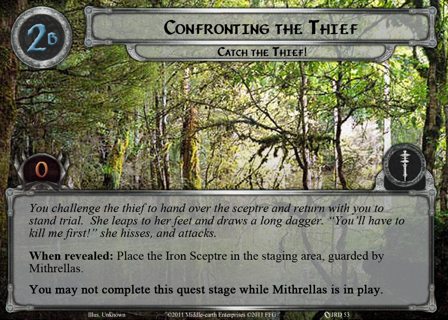 2B
Confronting the Thief
Catch the Thief!
0
You challenge the thief to hand over the sceptre and return with you to
stand trial. She leaps to her feet and draws a long dagger. "You'll have to
kill me first!" she hisses, and attacks.
When revealed: Place the Iron Sceptre in the staging area, guarded by
Mithrellas.
You may not complete this quest stage while Mithrellas is in play.
Illus. Unknown
©2011 Middle-earth Enterprises ©2011 FFG
53